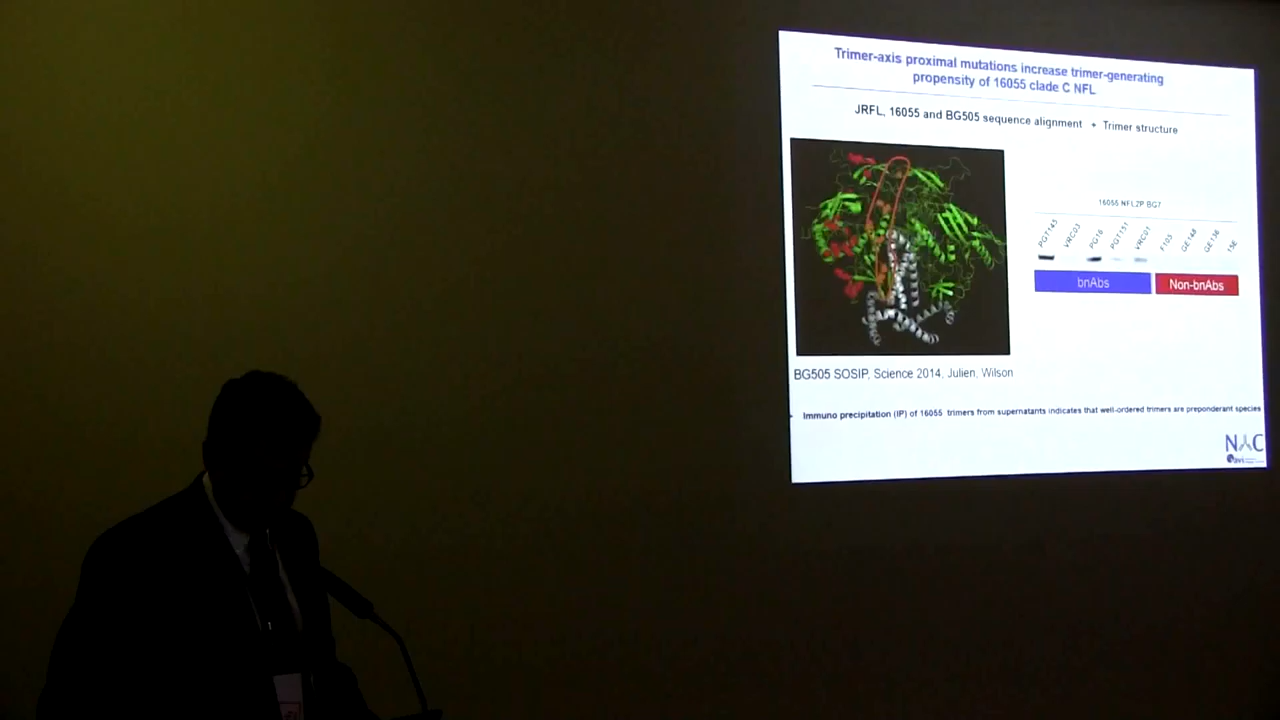 Trimer-axis proximal mutations increase trimer-generating
propensity of 16055 clade C NFL
JRFL, 16055 and BG505 sequence alignment + Trimer structure
16055 NFL2P BG7
PGT145 VRC03 PG16 PGT151 VRC01 F105 GE148 GE136 15E
bnAbs Non-bnAbs
BG505 SOSIP, Science 2014, Julien, Wilson
Immuno precipitation (IP) of 16055 trimers from supernatants indicates that well-ordered trimers are preponderant species
NAC
iavi